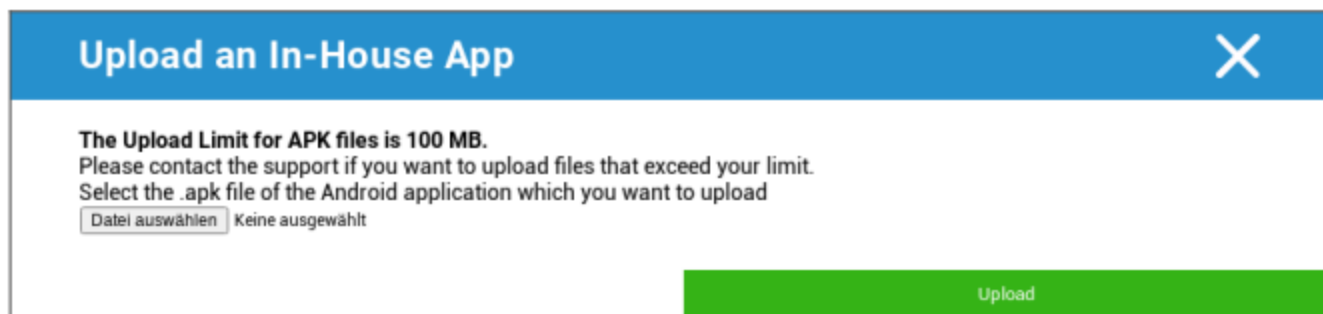 Upload an In-House App
The Upload Limit for APK files is 100 MB.
Please contact the support if you want to upload files that exceed your limit.
Select the .apk file of the Android application which you want to upload
Datei auswählen Keine ausgewählt
Upload